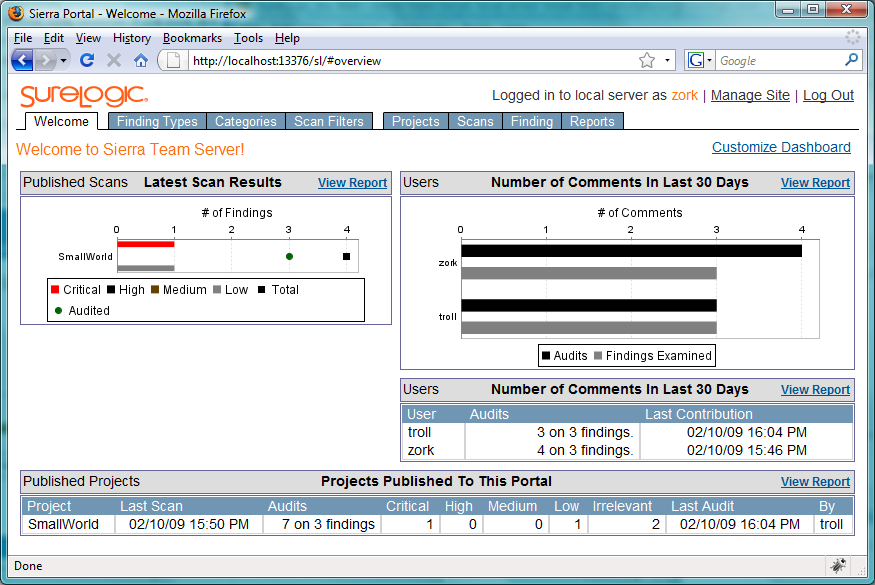 Sierra Portal - Welcome - Mozilla Firefox
File Edit View History Bookmarks Tools Help
http://localhost:13376/sl/#overview G Google
SURELOGIC® Logged in to local server as zork | Manage Site | Log Out
Welcome Finding Types Categories Scan Filters Projects Scans Finding Reports
Welcome to Sierra Team Server! Customize Dashboard
Published Scans Latest Scan Results View Report
# of Findings
0 1 2 3 4
SmallWorld
Critical High Medium Low Total
Audited
Users Number of Comments In Last 30 Days View Report
# of Comments
0 1 2 3 4
zork
troll
Audits Findings Examined
Users Number of Comments In Last 30 Days View Report
User Audits Last Contribution
troll 3 on 3 findings. 02/10/09 16:04 PM
zork 4 on 3 findings. 02/10/09 15:46 PM
Published Projects Projects Published To This Portal View Report
Project Last Scan Audits Critical High Medium Low Irrelevant Last Audit By
SmallWorld 02/10/09 15:50 PM 7 on 3 findings 1 0 0 1 2 02/10/09 16:04 PM troll
Done